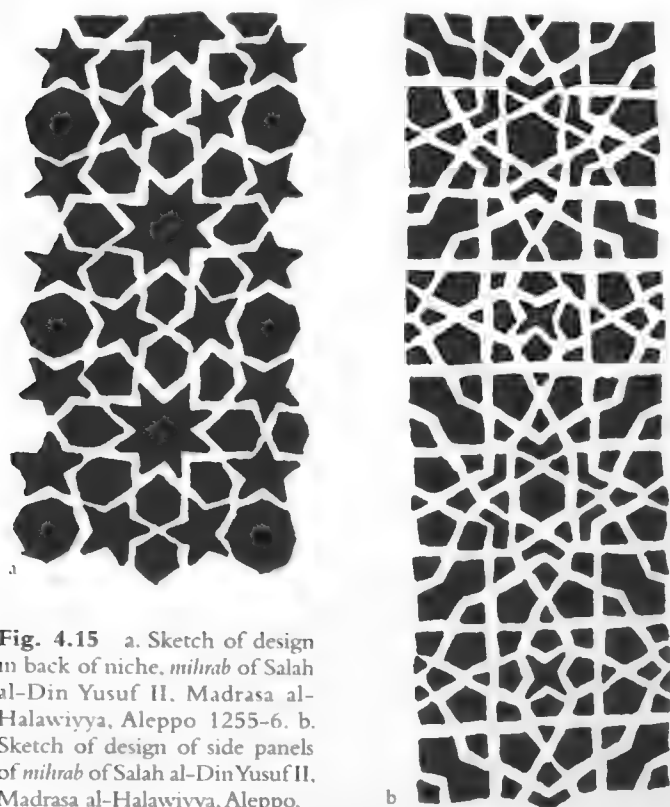 a
Fig. 4.15 a. Sketch of design
in back of niche, mihrab of Salah
al-Din Yusuf II, Madrasa al-
Halawiyya, Aleppo 1255-6. b.
Sketch of design of side panels
of mihrab of Salah al-Din Yusuf II,
Madrasa al-Halawiyya, Aleppo.
b